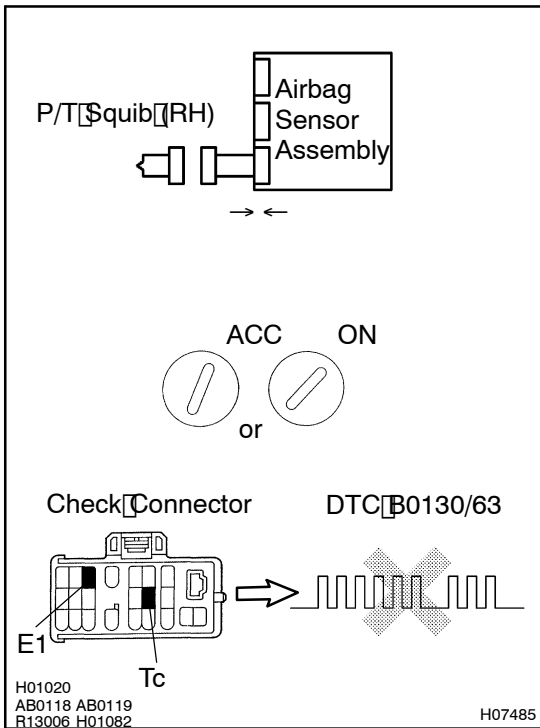 P/T Squib (RH)
Airbag
Sensor
Assembly
ACC ON
or
Check Connector
DTC B0130/63
E1
Tc
H01020
AB0118 AB0119
R13006 H01082
H07485